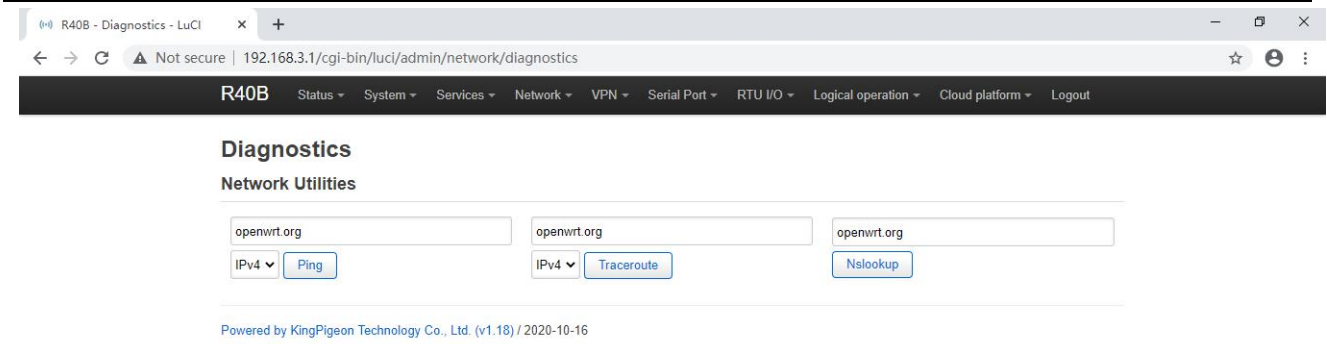 R40B - Diagnostics - LuCI
Not secure | 192.168.3.1/cgi-bin/luci/admin/network/diagnostics
R40B Status System Services Network VPN Serial Port RTU I/O Logical operation Cloud platform Logout
Diagnostics
Network Utilities
openwrt.org openwrt.org openwrt.org
IPv4 Ping IPv4 Traceroute Nslookup
Powered by KingPigeon Technology Co., Ltd. (v1.18) / 2020-10-16